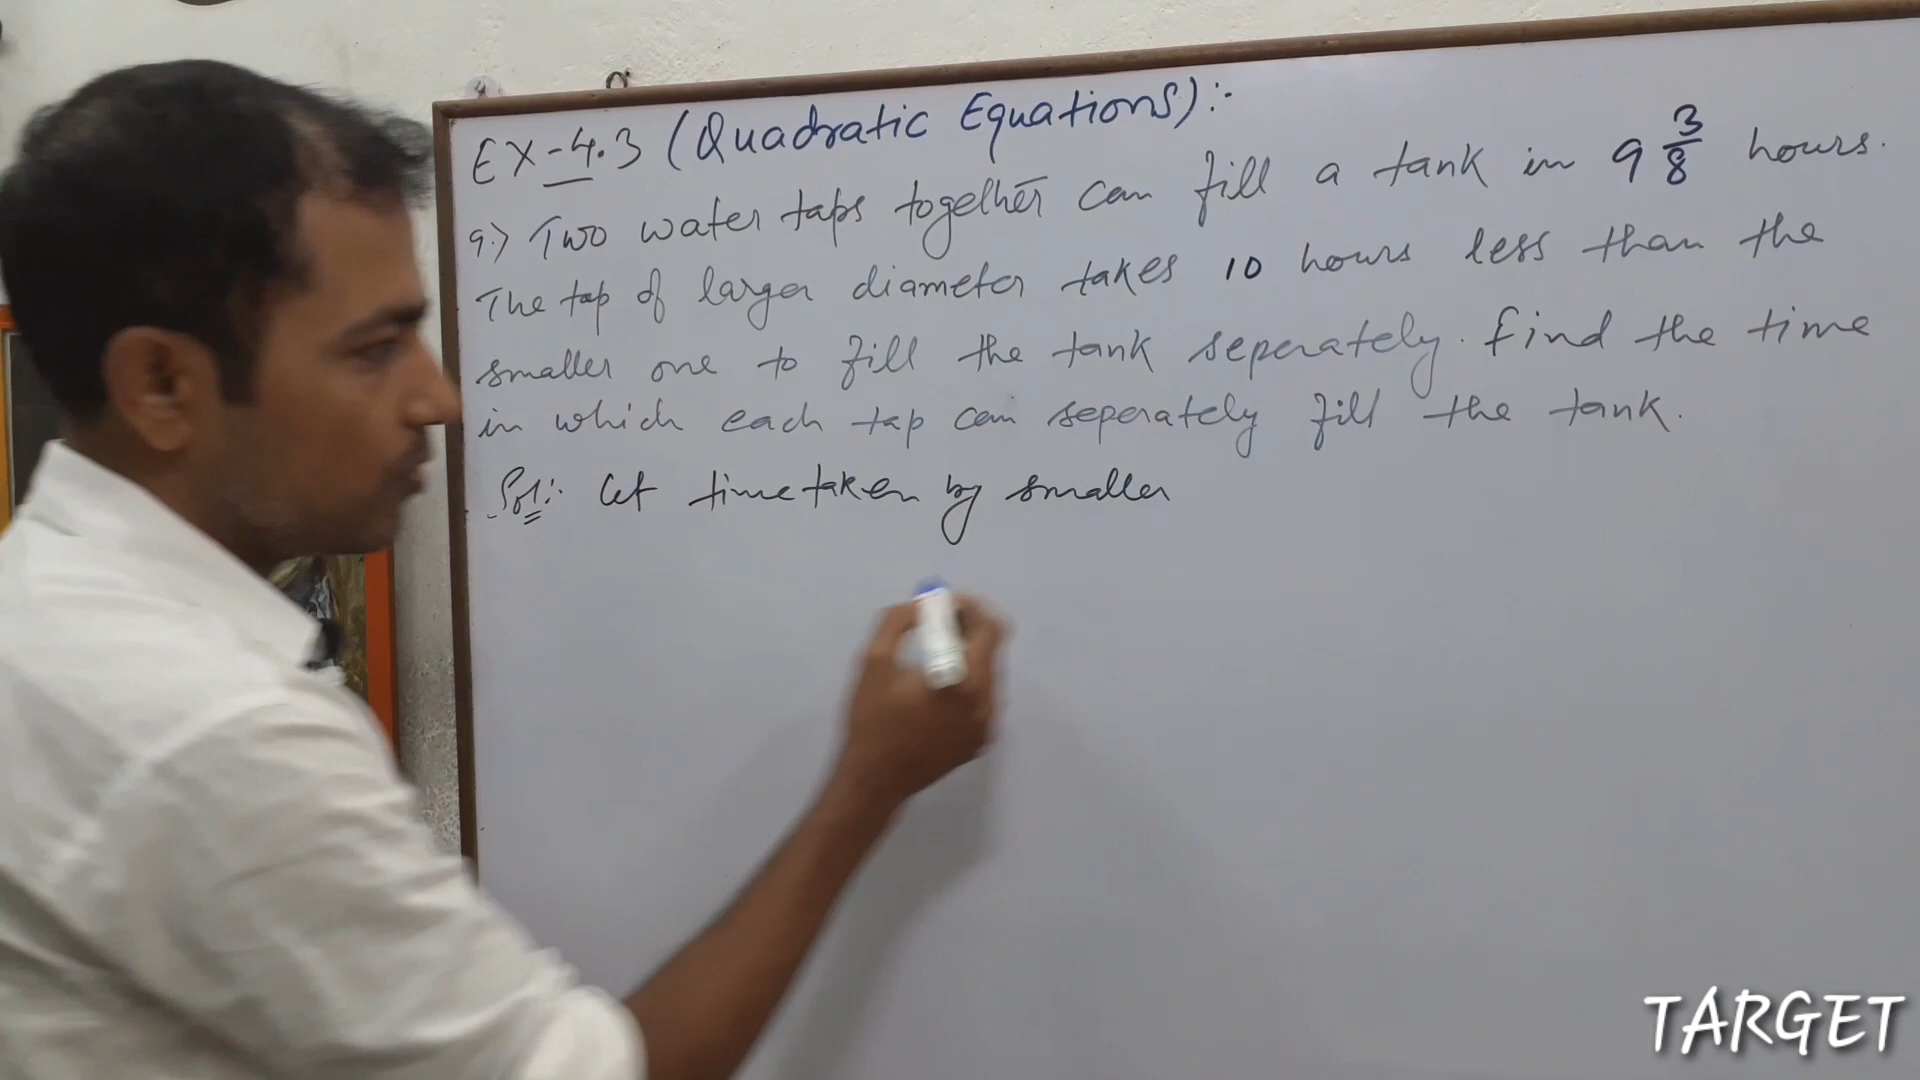 EX-4.3 (Quadratic Equations):-
9.) Two water taps together can fill a tank in 9 3/8 hours.
The tap of larger diameter takes 10 hours less than the
smaller one to fill the tank seperately. find the time
in which each tap can seperately fill the tank.
Sol:- let time taken by smaller
TARGET